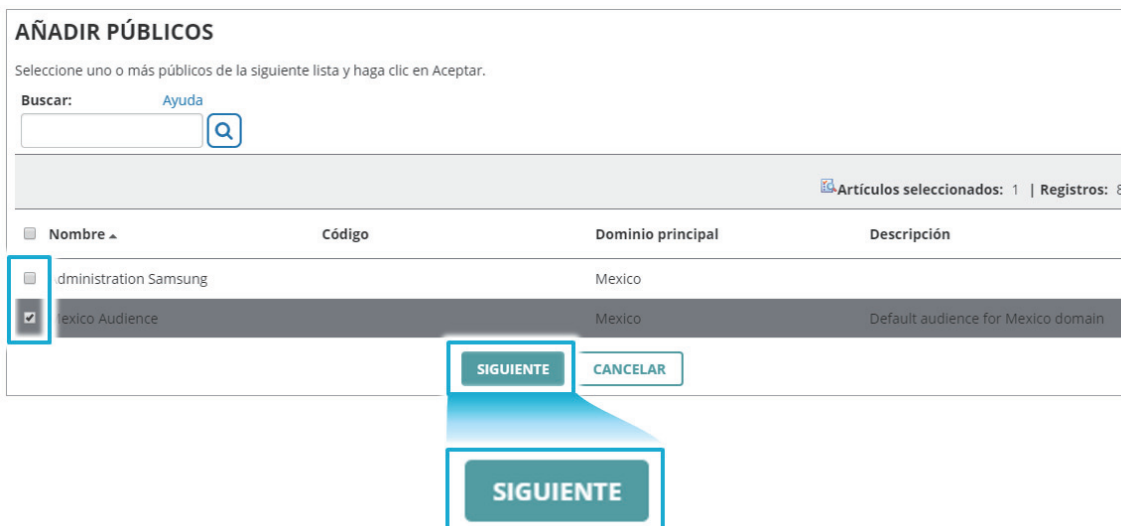 AÑADIR PÚBLICOS
Seleccione uno o más públicos de la siguiente lista y haga clic en Aceptar.
Buscar: Ayuda
Artículos seleccionados: 1 | Registros: 8
Nombre Código Dominio principal Descripción
dministration Samsung Mexico
exico Audience Mexico Default audience for Mexico domain
SIGUIENTE CANCELAR
SIGUIENTE